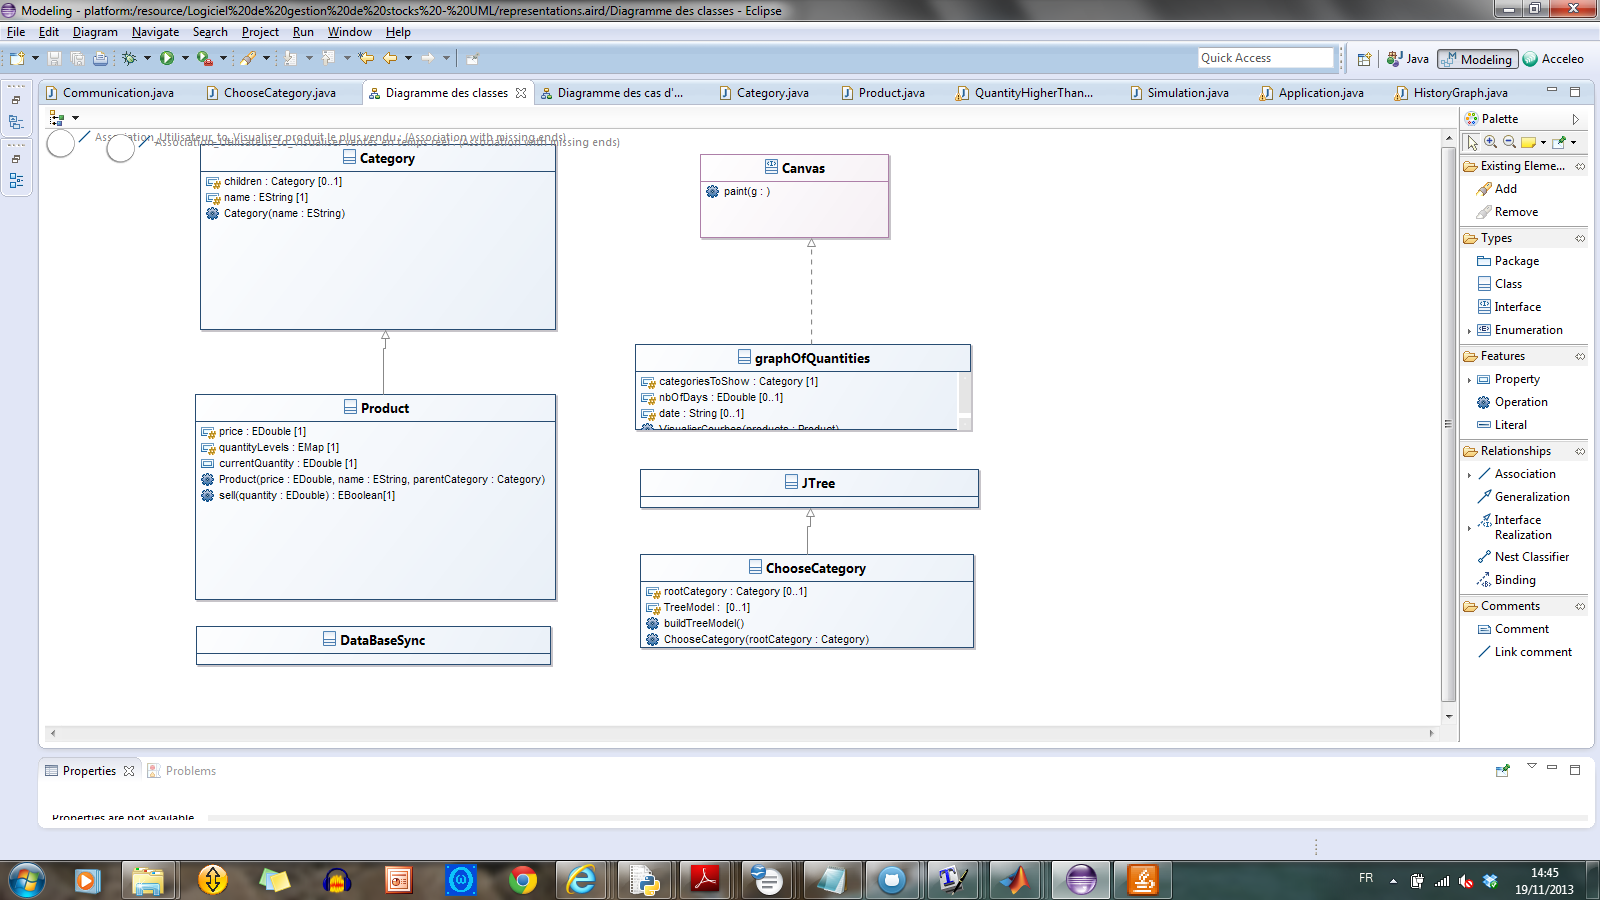 Modeling - platform:/resource/Logiciel%20de%20gestion%20de%20stocks%20-%20UML/representations.aird/Diagramme des classes - Eclipse
File Edit Diagram Navigate Search Project Run Window Help
Quick Access
Java Modeling Acceleo
Communication.java ChooseCategory.java Diagramme des classes Diagramme des cas d'... Category.java Product.java QuantityHigherThan... Simulation.java Application.java HistoryGraph.java
Association_Utilisateur_to_Visualiser produit le plus vendu : (Association with missing ends)
Association_Utilisateur_to_Visualiser ventes en temps réel : (Association with missing ends)
Category
children : Category [0..1]
name : EString [1]
Category(name : EString)
Product
price : EDouble [1]
quantityLevels : EMap [1]
currentQuantity : EDouble [1]
Product(price : EDouble, name : EString, parentCategory : Category)
sell(quantity : EDouble) : EBoolean[1]
DataBaseSync
Canvas
paint(g : )
graphOfQuantities
categoriesToShow : Category [1]
nbOfDays : EDouble [0..1]
date : String [0..1]
VisualierCourbes(products : Product)
JTree
ChooseCategory
rootCategory : Category [0..1]
TreeModel : [0..1]
buildTreeModel()
ChooseCategory(rootCategory : Category)
Palette
Existing Eleme...
Add
Remove
Types
Package
Class
Interface
Enumeration
Features
Property
Operation
Literal
Relationships
Association
Generalization
Interface
Realization
Nest Classifier
Binding
Comments
Comment
Link comment
Properties Problems
Properties are not available
FR
14:45
19/11/2013